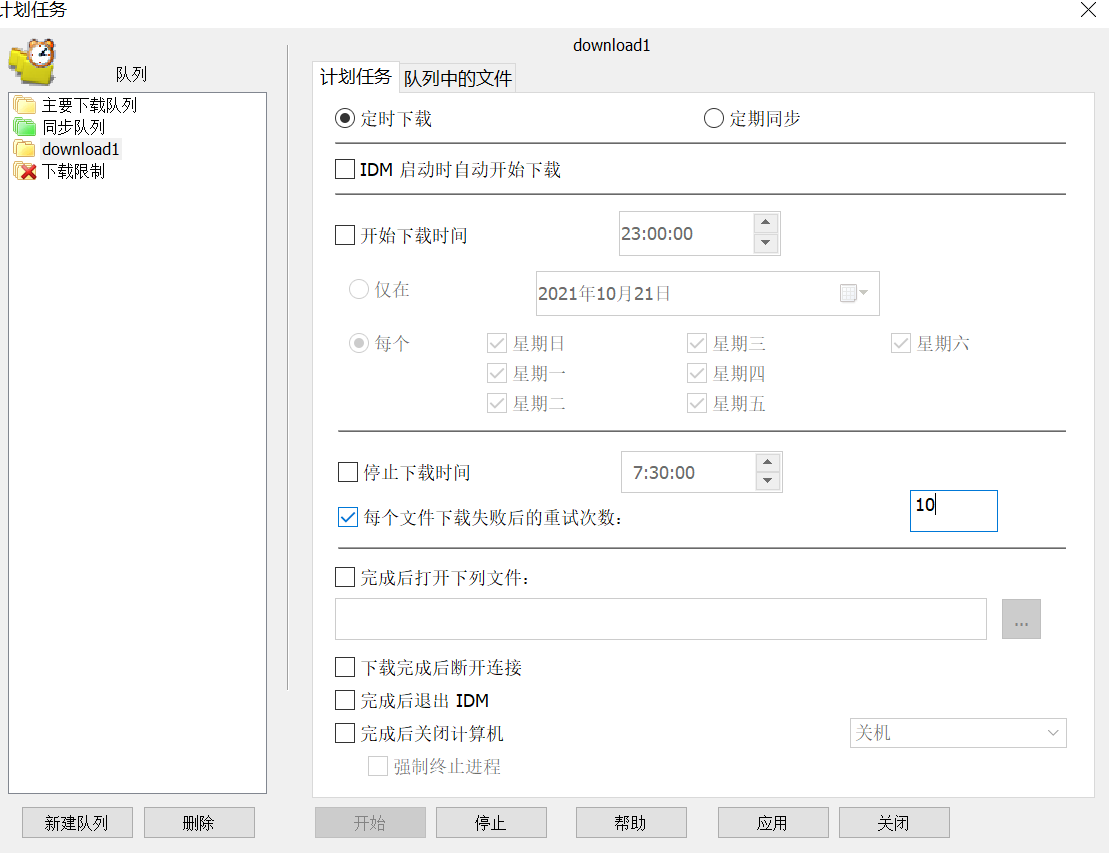 计划任务
队列
主要下载队列
同步队列
download1
下载限制
新建队列
删除
download1
计划任务
队列中的文件
定时下载
定期同步
IDM 启动时自动开始下载
开始下载时间
23:00:00
仅在
2021年10月21日
每个
星期日
星期三
星期六
星期一
星期四
星期二
星期五
停止下载时间
7:30:00
每个文件下载失败后的重试次数：
10
完成后打开下列文件：
...
下载完成后断开连接
完成后退出 IDM
完成后关闭计算机
关机
强制终止进程
开始
停止
帮助
应用
关闭